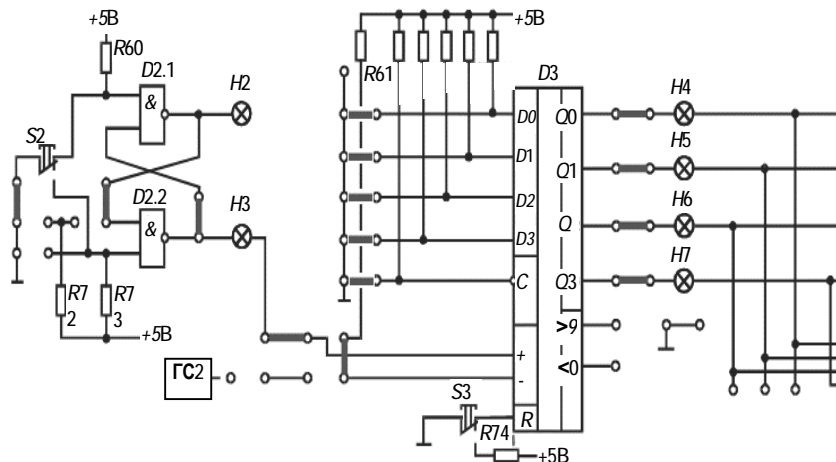 +5В
R60
D2.1
&
H2
S2
D2.2
&
H3
R7
2
R7
3
+5В
ГС2
+5В
R61
D3
D0
D1
D2
D3
C
+
-
R
Q0
Q1
Q
Q3
>9
<0
H4
H5
H6
H7
S3
R74
+5В